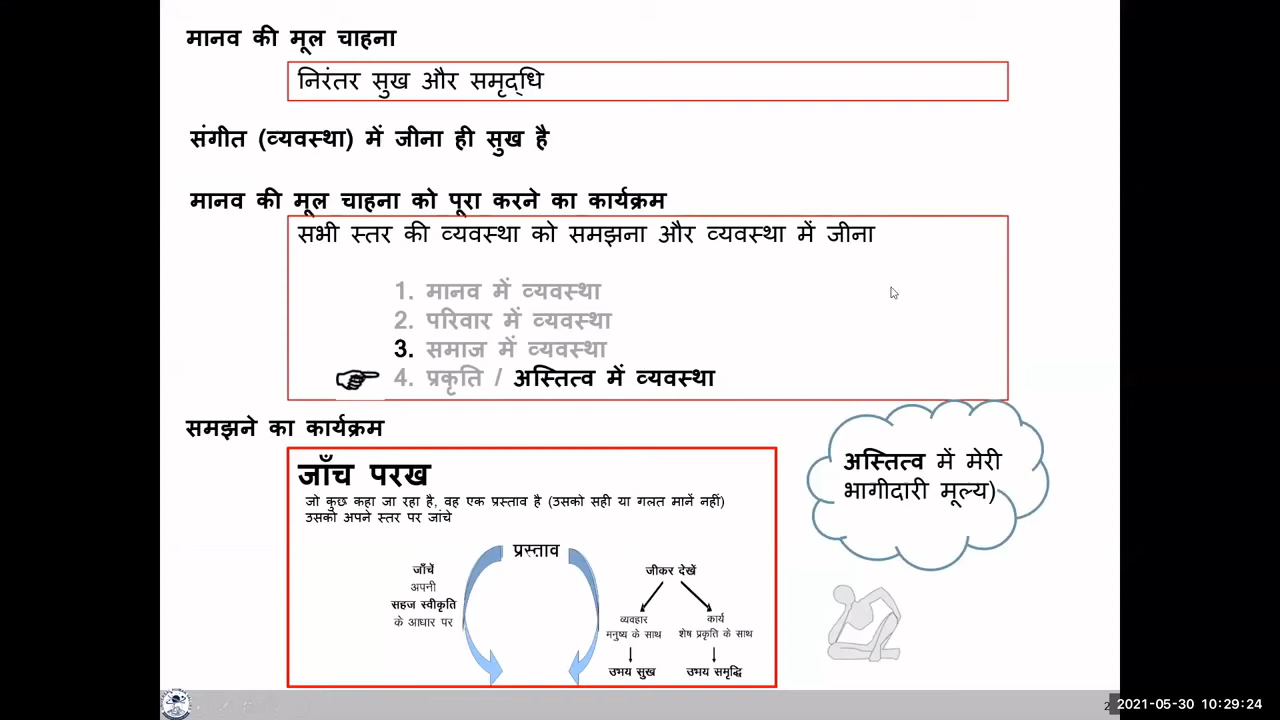 मानव की मूल चाहना
निरंतर सुख और समृद्धि
संगीत (व्यवस्था) में जीना ही सुख है
मानव की मूल चाहना को पूरा करने का कार्यक्रम
सभी स्तर की व्यवस्था को समझना और व्यवस्था में जीना
1. मानव में व्यवस्था
2. परिवार में व्यवस्था
3. समाज में व्यवस्था
4. प्रकृति / अस्तित्व में व्यवस्था
समझने का कार्यक्रम
जाँच परख
जो कुछ कहा जा रहा है, वह एक प्रस्ताव है (उसको सही या गलत मानें नहीं)
उसको अपने स्तर पर जांचे
प्रस्ताव
जाँचें
अपनी
सहज स्वीकृति
के आधार पर
जीकर देखें
व्यवहार
मनुष्य के साथ
उभय सुख
कार्य
शेष प्रकृति के साथ
उभय समृद्धि
अस्तित्व में मेरी
भागीदारी मूल्य)
2021-05-30 10:29:24